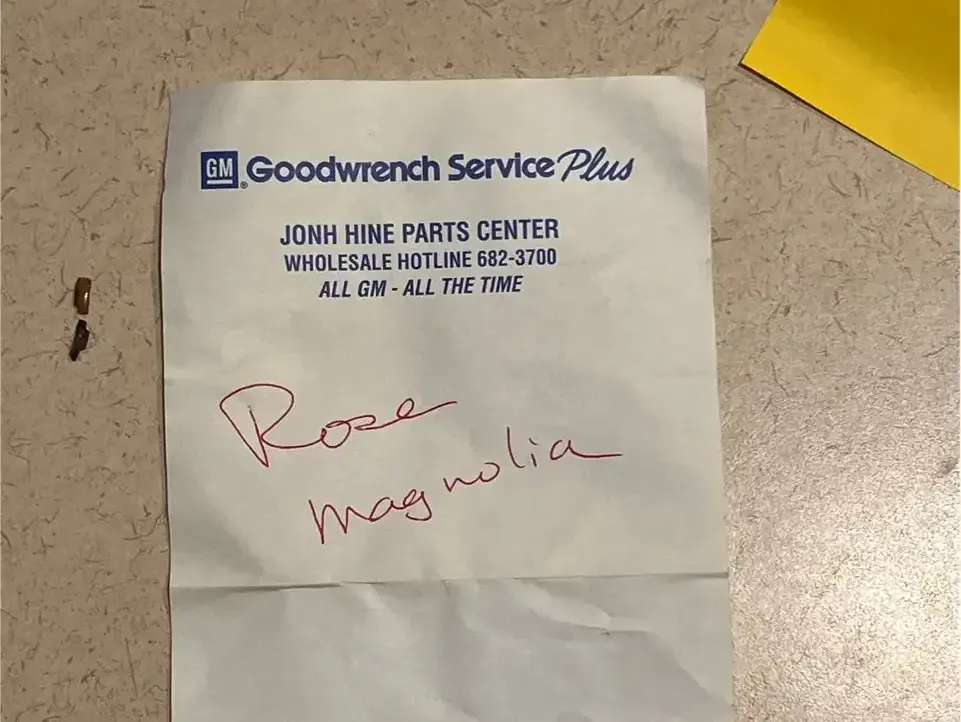 GM Goodwrench Service Plus
JONH HINE PARTS CENTER
WHOLESALE HOTLINE 682-3700
ALL GM - ALL THE TIME
Rose
magnolia